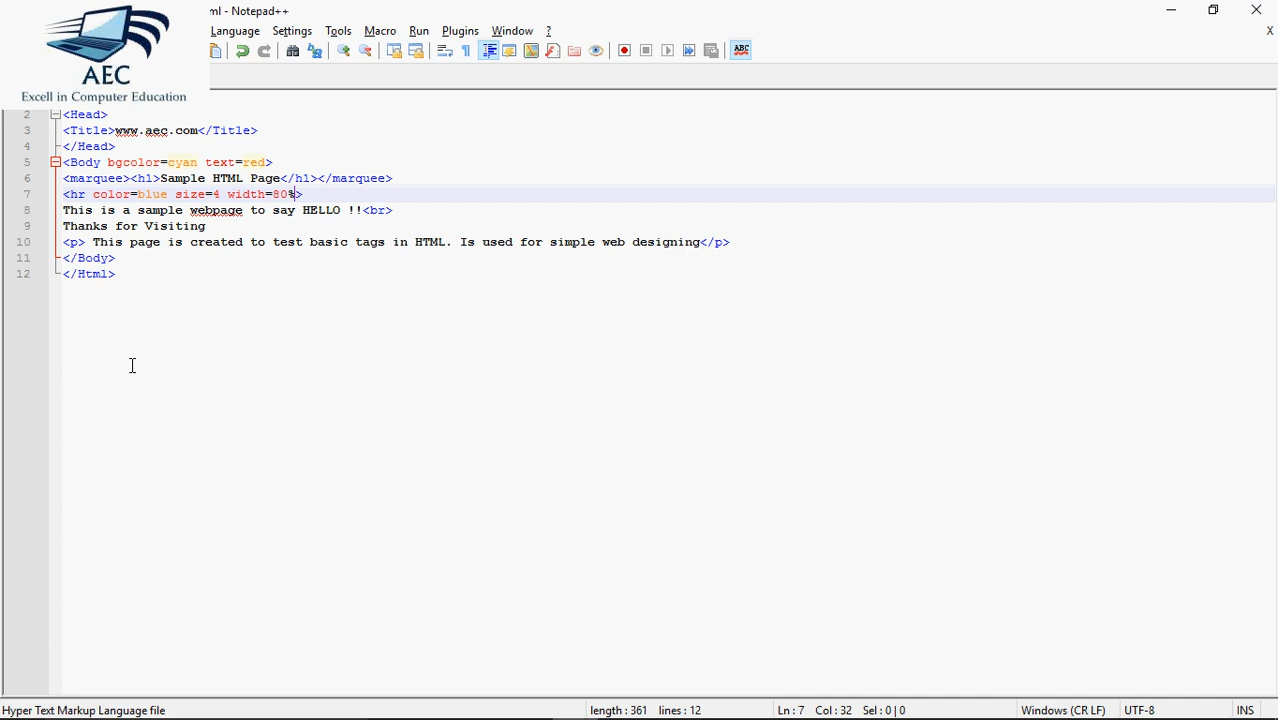 ml - Notepad++
Language Settings Tools Macro Run Plugins Window ? X
ABC
AEC
Excell in Computer Education
2 <Head>
3 <Title>www.aec.com</Title>
4 </Head>
5 <Body bgcolor=cyan text=red>
6 <marquee><h1>Sample HTML Page</h1></marquee>
7 <hr color=blue size=4 width=80%>
8 This is a sample webpage to say HELLO !!<br>
9 Thanks for Visiting
10 <p> This page is created to test basic tags in HTML. Is used for simple web designing</p>
11 </Body>
12 </Html>
Hyper Text Markup Language file length : 361 lines : 12 Ln : 7 Col : 32 Sel : 0 | 0 Windows (CR LF) UTF-8 INS